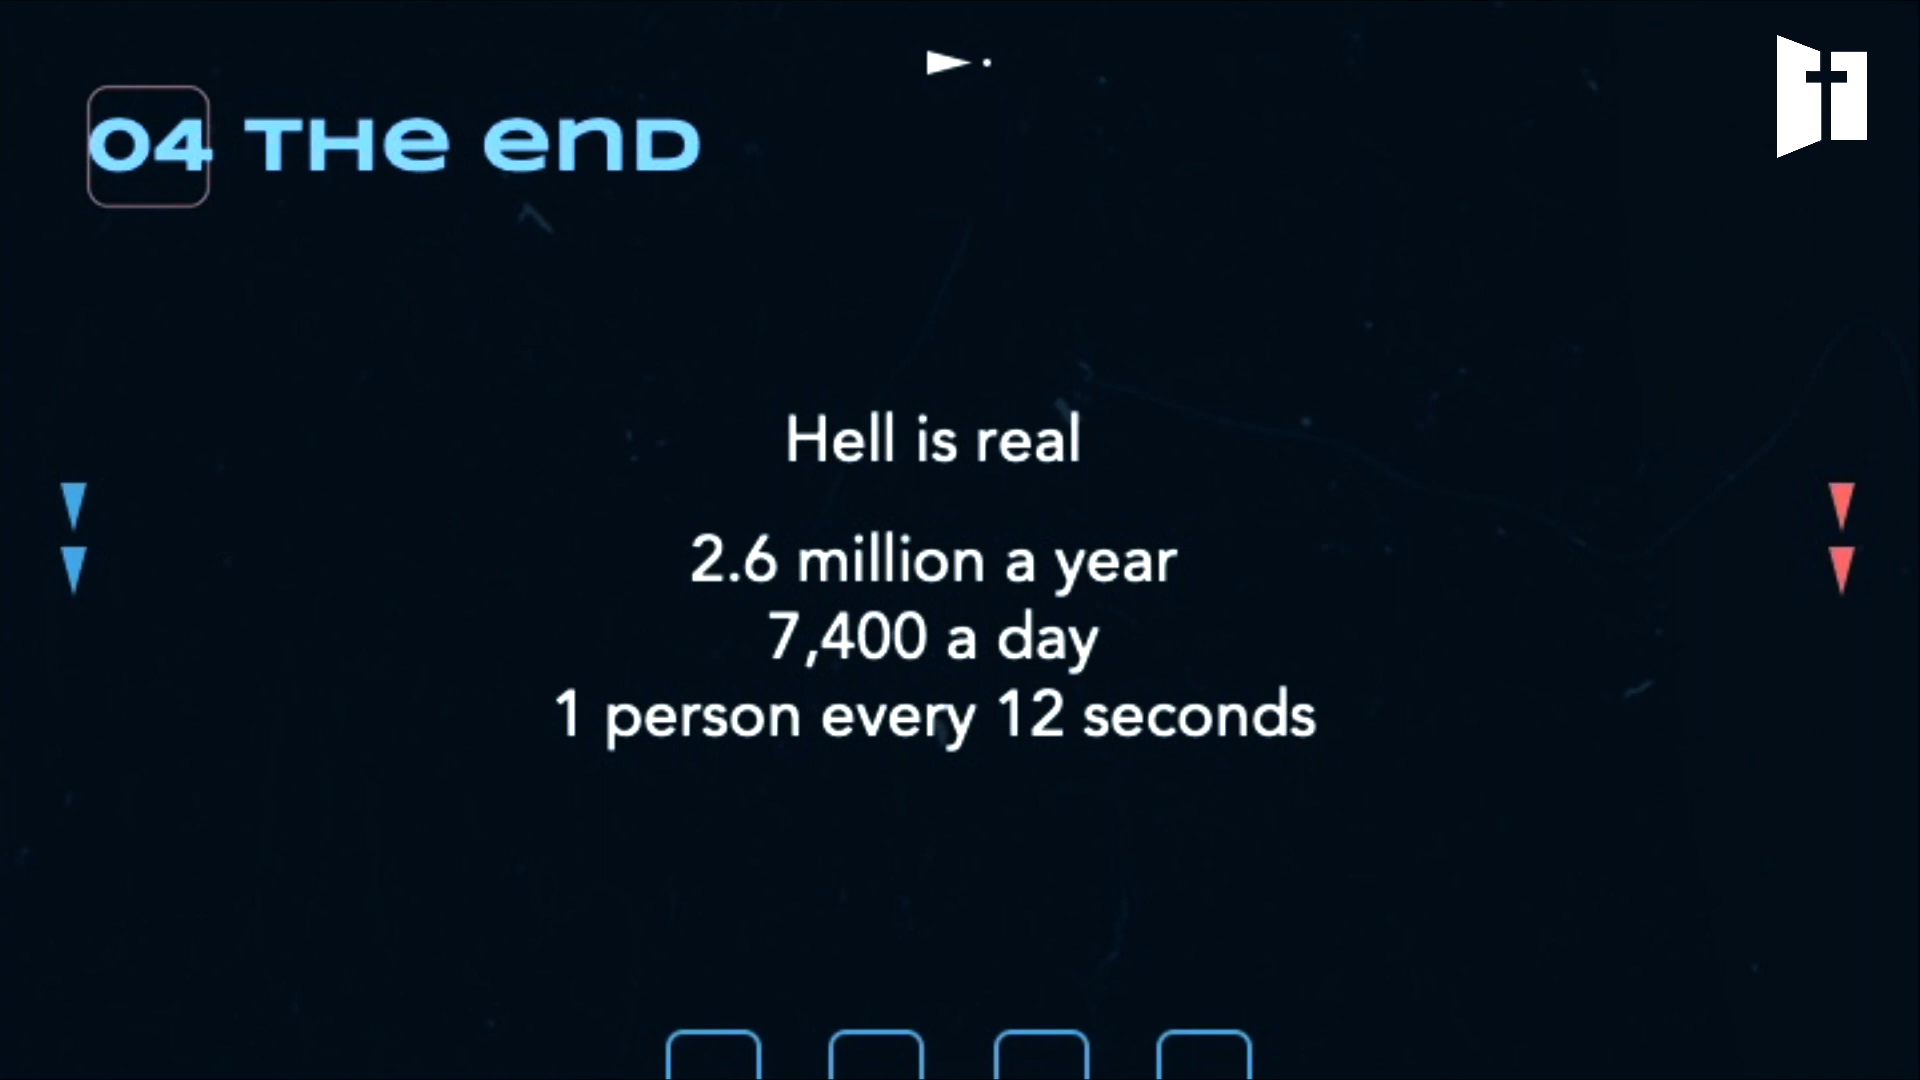 04 THe enD
Hell is real
2.6 million a year
7,400 a day
1 person every 12 seconds